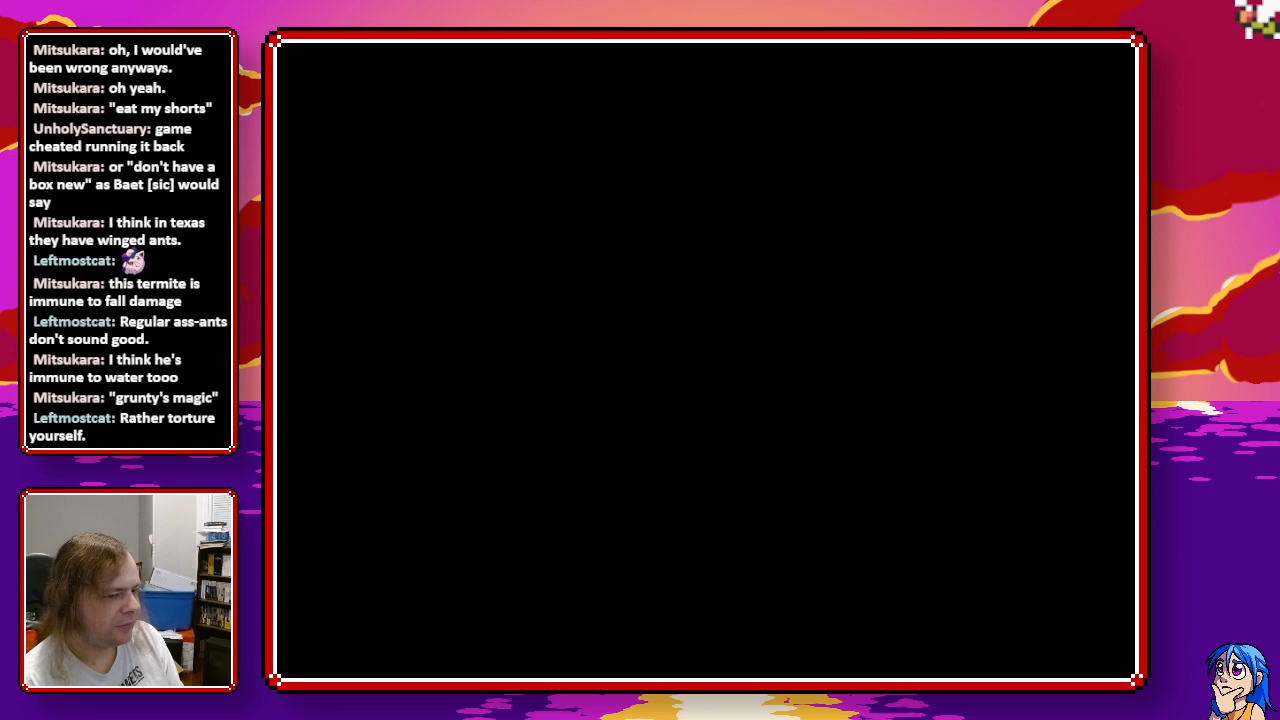 Mitsukara: oh, I would've
been wrong anyways.
Mitsukara: oh yeah.
Mitsukara: "eat my shorts"
UnholySanctuary: game
cheated running it back
Mitsukara: or "don't have a
box new" as Baet [sic] would
say
Mitsukara: I think in texas
they have winged ants.
Leftmostcat:
Mitsukara: this termite is
immune to fall damage
Leftmostcat: Regular ass-ants
don't sound good.
Mitsukara: I think he's
immune to water tooo
Mitsukara: "grunty's magic"
Leftmostcat: Rather torture
yourself.